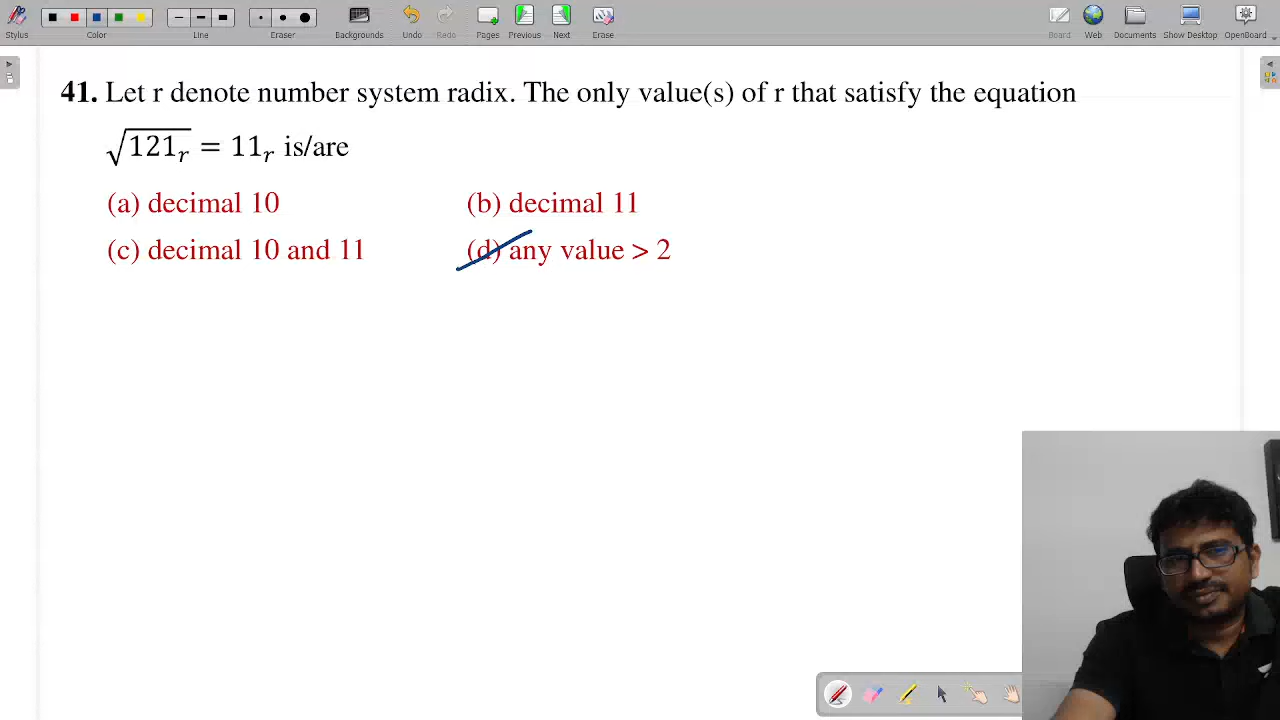 Stylus
Color
Line
Eraser
Backgrounds
Undo
Redo
Pages
Previous
Next
Erase
Board
Web
Documents
Show Desktop
OpenBoard
41. Let r denote number system radix. The only value(s) of r that satisfy the equation
√121ᵣ = 11ᵣ is/are
(a) decimal 10
(b) decimal 11
(c) decimal 10 and 11
(d) any value > 2